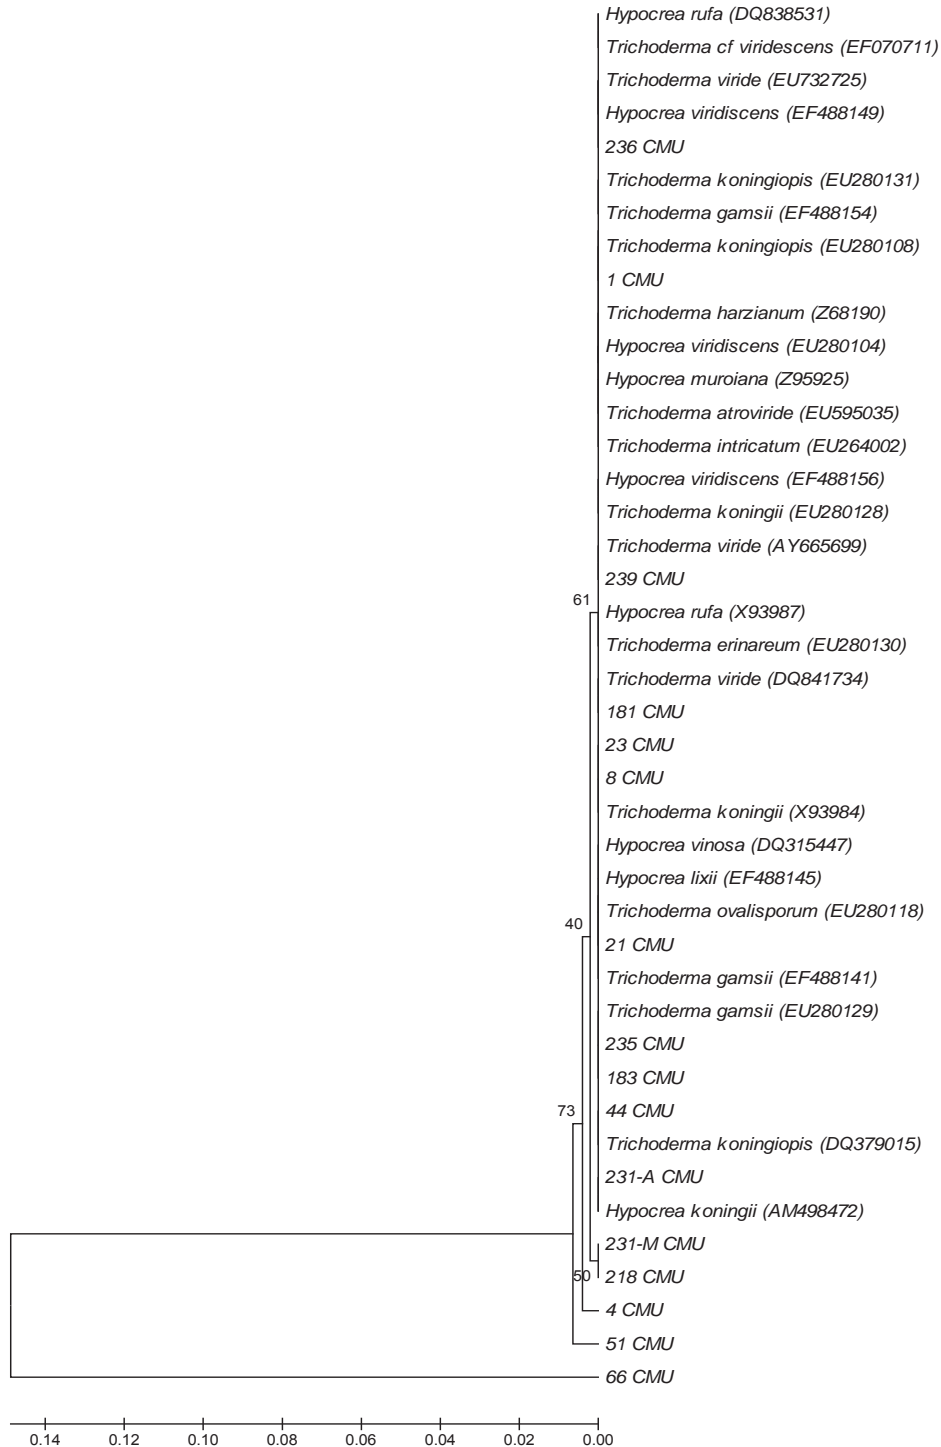 Hypocrea rufa (DQ838531)
Trichoderma cf viridescens (EF070711)
Trichoderma viride (EU732725)
Hypocrea viridiscens (EF488149)
236 CMU
Trichoderma koningiopis (EU280131)
Trichoderma gamsii (EF488154)
Trichoderma koningiopis (EU280108)
1 CMU
Trichoderma harzianum (Z68190)
Hypocrea viridiscens (EU280104)
Hypocrea muroiana (Z95925)
Trichoderma atroviride (EU595035)
Trichoderma intricatum (EU264002)
Hypocrea viridiscens (EF488156)
Trichoderma koningii (EU280128)
Trichoderma viride (AY665699)
239 CMU
61
Hypocrea rufa (X93987)
Trichoderma erinareum (EU280130)
Trichoderma viride (DQ841734)
181 CMU
23 CMU
8 CMU
Trichoderma koningii (X93984)
Hypocrea vinosa (DQ315447)
Hypocrea lixii (EF488145)
Trichoderma ovalisporum (EU280118)
40
21 CMU
Trichoderma gamsii (EF488141)
Trichoderma gamsii (EU280129)
235 CMU
183 CMU
73
44 CMU
Trichoderma koningiopis (DQ379015)
231-A CMU
Hypocrea koningii (AM498472)
231-M CMU
50
218 CMU
4 CMU
51 CMU
66 CMU
0.14 0.12 0.10 0.08 0.06 0.04 0.02 0.00